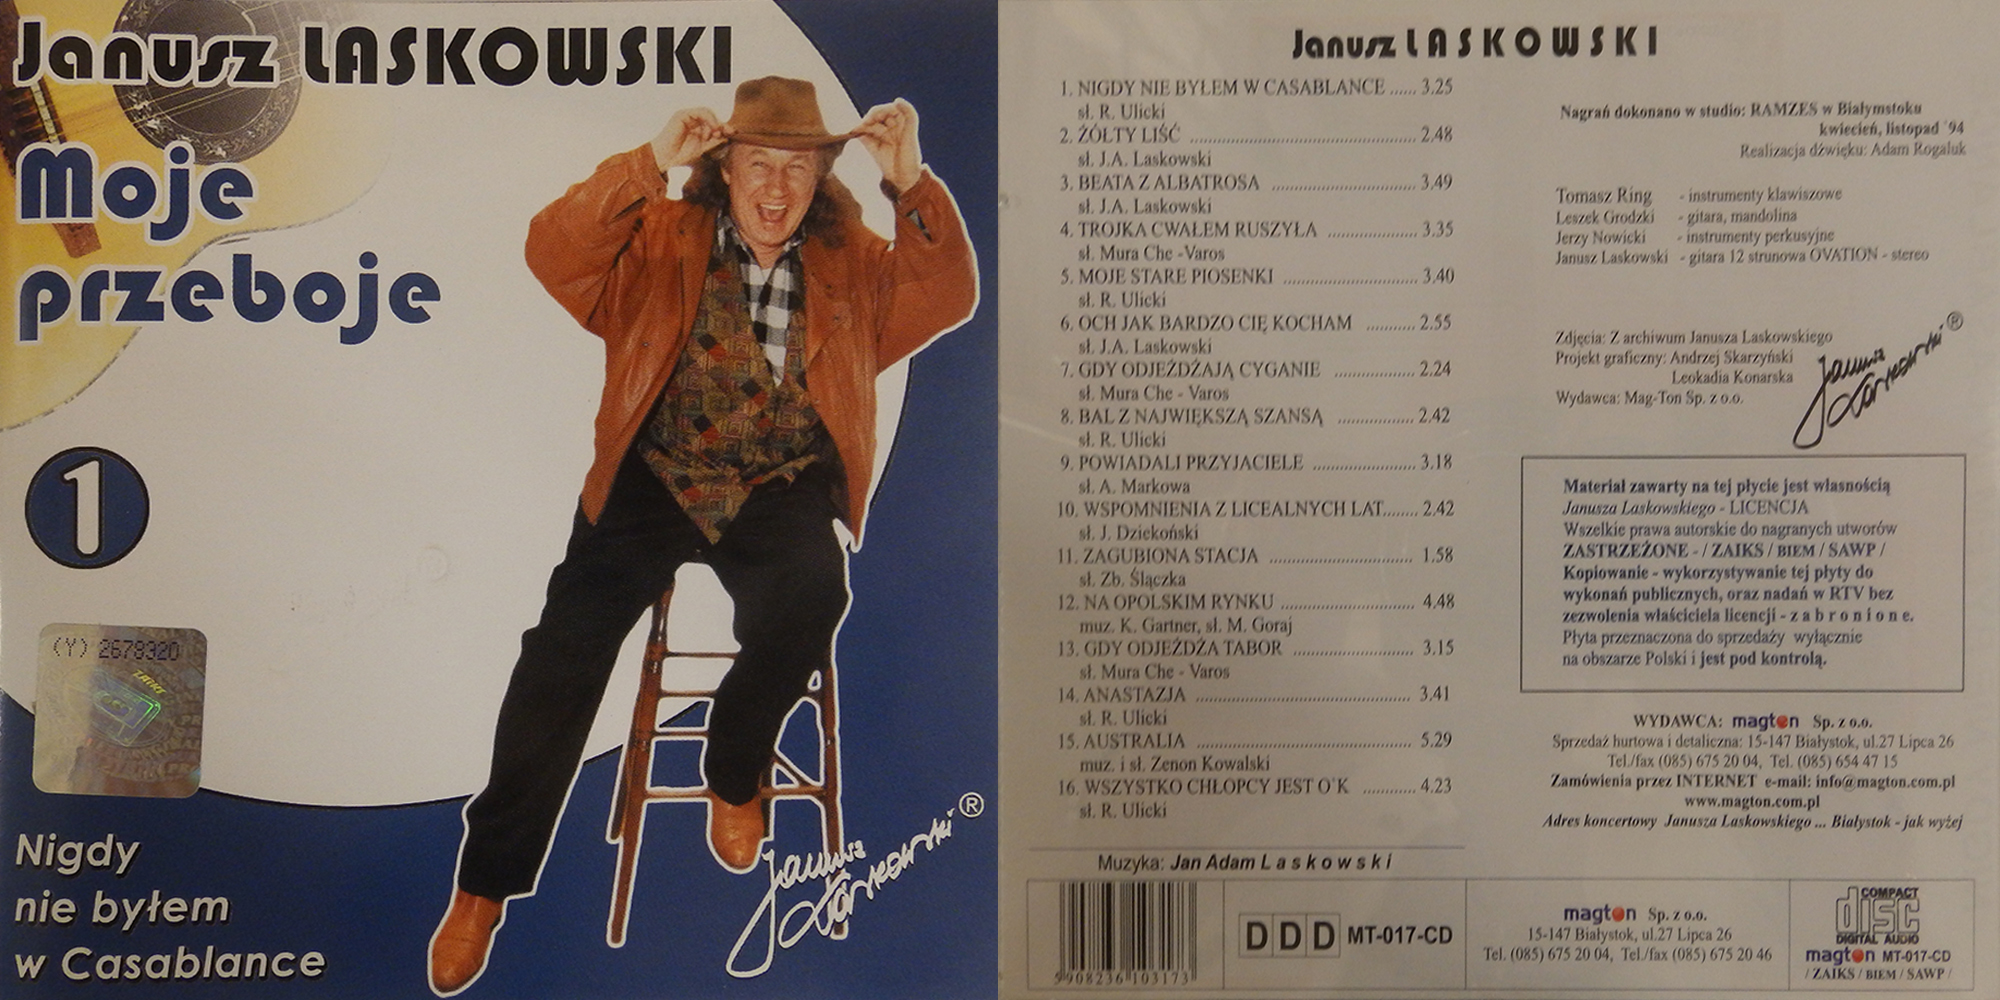 Janusz LASKOWSKI
Moje
przeboje
1
(Y) 2678920
ZAIKS
Nigdy
nie byłem
w Casablance
Janusz Laskowski ®
Janusz LASKOWSKI
1. NIGDY NIE BYŁEM W CASABLANCE ...... 3.25
sł. R. Ulicki
2. ŻÓŁTY LIŚĆ ...... 2.48
sł. J.A. Laskowski
3. BEATA Z ALBATROSA ...... 3,49
sł. J.A. Laskowski
4. TROJKA CWAŁEM RUSZYŁA ...... 3.35
sł. Mura Che -Varos
5. MOJE STARE PIOSENKI ...... 3.40
sł. R. Ulicki
6. OCH JAK BARDZO CIĘ KOCHAM ...... 2.55
sł. J.A. Laskowski
7. GDY ODJEŻDŻAJĄ CYGANIE ...... 2.24
sł. Mura Che - Varos
8. BAL Z NAJWIĘKSZĄ SZANSĄ ...... 2.42
sł. R. Ulicki
9. POWIADALI PRZYJACIELE ...... 3.18
sł. A. Markowa
10. WSPOMNIENIA Z LICEALNYCH LAT........ 2.42
sł. J. Dziekoński
11. ZAGUBIONA STACJA ...... 1.58
sł. Zb. Ślączka
12. NA OPOLSKIM RYNKU ...... 4.48
muz. K. Gartner, sł. M. Goraj
13. GDY ODJEŻDŻA TABOR ...... 3.15
sł. Mura Che - Varos
14. ANASTAZJA ...... 3.41
sł. R. Ulicki
15. AUSTRALIA ...... 5.29
muz. i sł. Zenon Kowalski
16. WSZYSTKO CHŁOPCY JEST O'K ...... 4.23
sł. R. Ulicki
Muzyka: Jan Adam Laskowski
Nagrań dokonano w studio: RAMZES w Białymstoku
kwiecień, listopad '94
Realizacja dźwięku: Adam Rogaluk
Tomasz Ring - instrumenty klawiszowe
Leszek Grodzki - gitara, mandolina
Jerzy Nowicki - instrumenty perkusyjne
Janusz Laskowski - gitara 12 strunowa OVATION - stereo
Zdjęcia: Z archiwum Janusza Laskowskiego
Projekt graficzny: Andrzej Skarzyński
Leokadia Konarska
Wydawca: Mag-Ton Sp. z o.o.
Janusz Laskowski ®
Materiał zawarty na tej płycie jest własnością
Janusza Laskowskiego - LICENCJA
Wszelkie prawa autorskie do nagranych utworów
ZASTRZEŻONE - / ZAIKS / BIEM / SAWP /
Kopiowanie - wykorzystywanie tej płyty do
wykonań publicznych, oraz nadań w RTV bez
zezwolenia właściciela licencji - z a b r o n i o n e.
Płyta przeznaczona do sprzedaży wyłącznie
na obszarze Polski i jest pod kontrolą.
WYDAWCA: magton Sp. z o.o.
Sprzedaż hurtowa i detaliczna: 15-147 Białystok, ul.27 Lipca 26
Tel./fax (085) 675 20 04, Tel. (085) 654 47 15
Zamówienia przez INTERNET e-mail: info@magton.com.pl
www.magton.com.pl
Adres koncertowy Janusza Laskowskiego ... Białystok - jak wyżej
5908236103173
DDD MT-017-CD
magton Sp. z o.o.
15-147 Białystok, ul.27 Lipca 26
Tel. (085) 675 20 04, Tel./fax (085) 675 20 46
COMPACT
disc
DIGITAL AUDIO
magton MT-017-CD
/ ZAIKS / BIEM / SAWP /